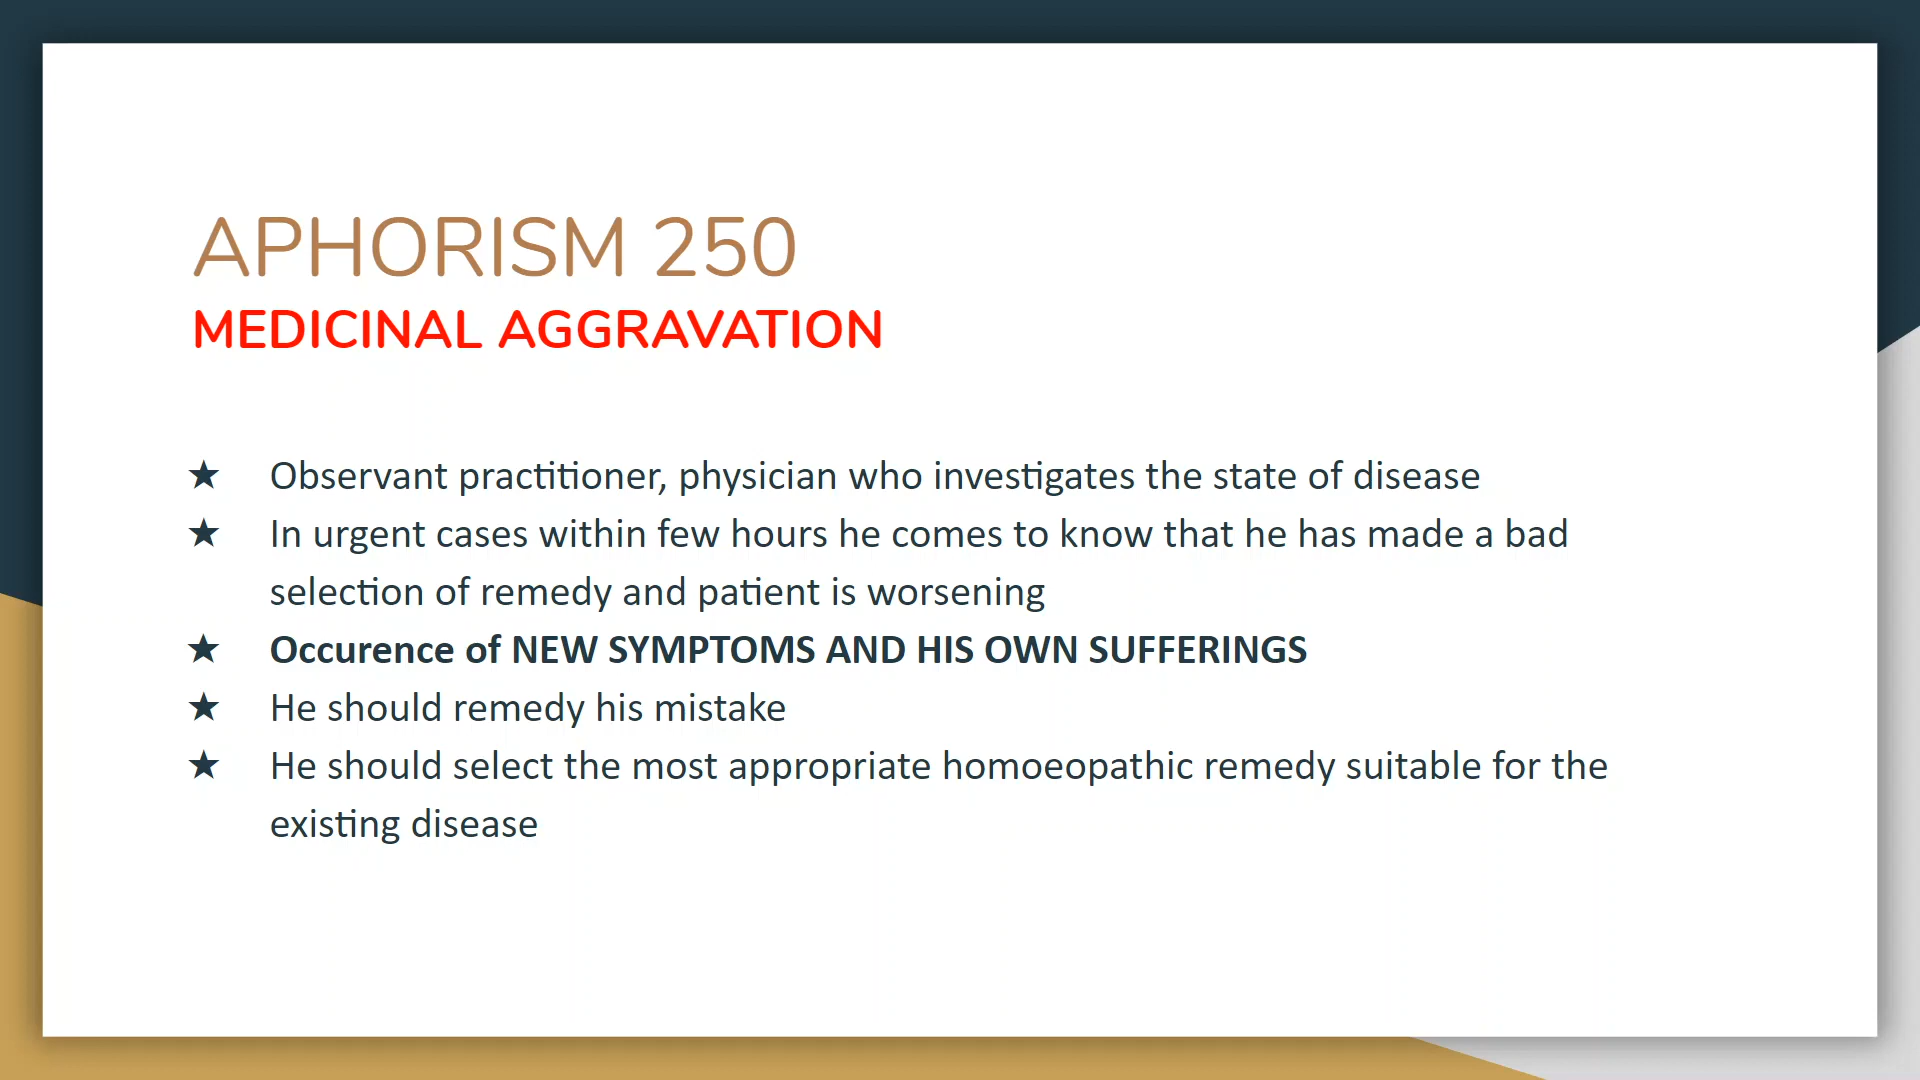 APHORISM 250
MEDICINAL AGGRAVATION
★ Observant practitioner, physician who investigates the state of disease
★ In urgent cases within few hours he comes to know that he has made a bad
selection of remedy and patient is worsening
★ Occurence of NEW SYMPTOMS AND HIS OWN SUFFERINGS
★ He should remedy his mistake
★ He should select the most appropriate homoeopathic remedy suitable for the
existing disease